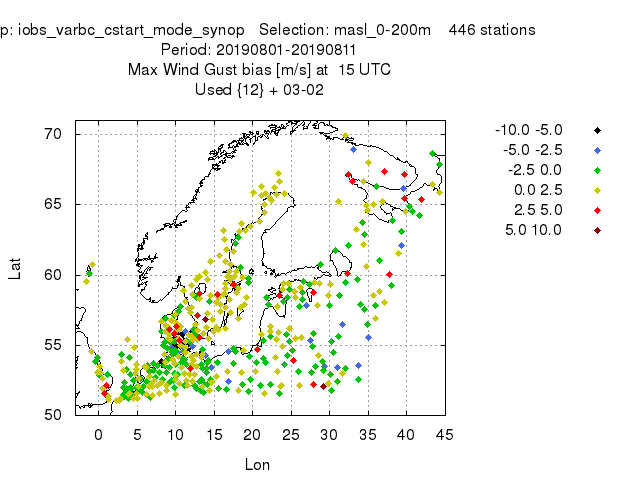 p: iobs_varbc_cstart_mode_synop Selection: masl_0-200m 446 stations
Period: 20190801-20190811
Max Wind Gust bias [m/s] at 15 UTC
Used {12} + 03-02
70
65
60
55
50
Lat
0 5 10 15 20 25 30 35 40 45
Lon
-10.0 -5.0
-5.0 -2.5
-2.5 0.0
0.0 2.5
2.5 5.0
5.0 10.0